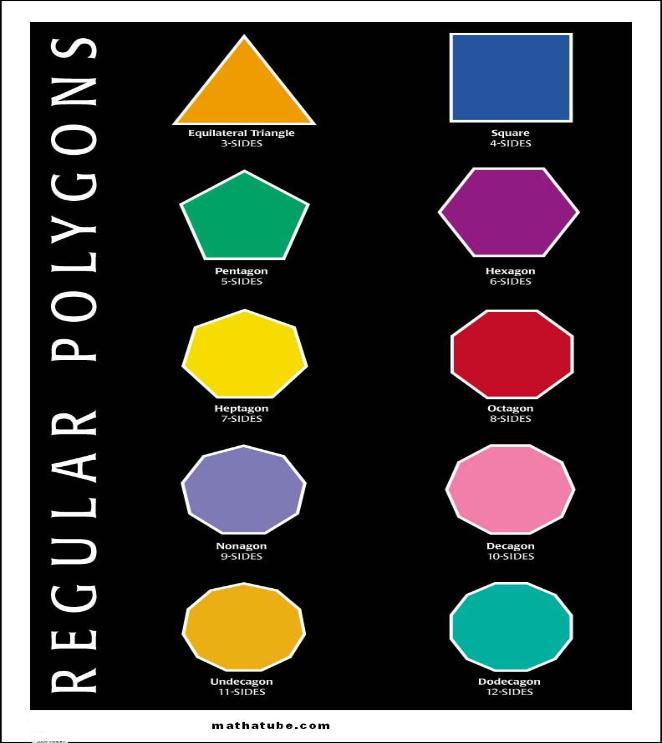 REGULAR POLYGONS
Equilateral Triangle
3-SIDES
Square
4-SIDES
Pentagon
5-SIDES
Hexagon
6-SIDES
Heptagon
7-SIDES
Octagon
8-SIDES
Nonagon
9-SIDES
Decagon
10-SIDES
Undecagon
11-SIDES
Dodecagon
12-SIDES
mathatube.com